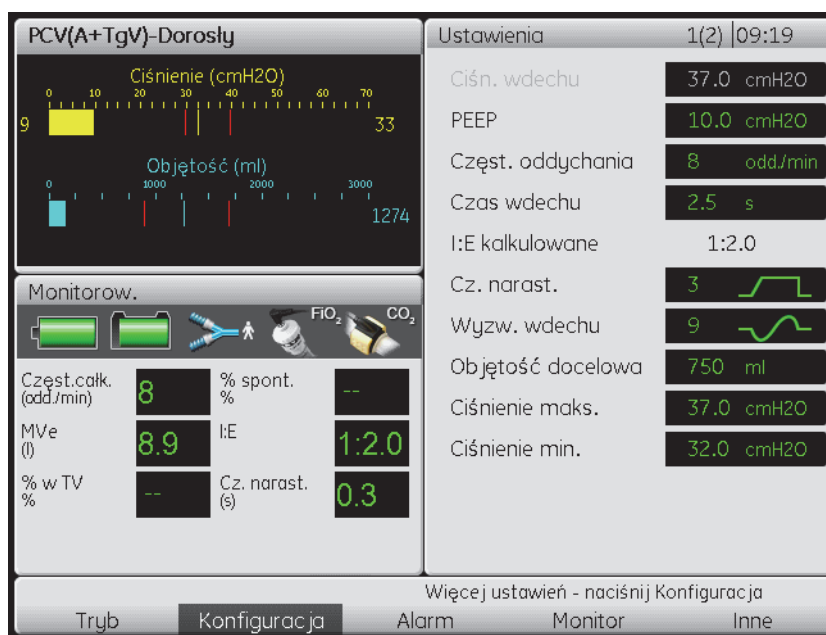 PCV(A+TgV)-Dorosły
Ciśnienie (cmH2O)
0 10 20 30 40 50 60 70
9 33
Objętość (ml)
0 1000 2000 3000
1274
Monitorow.
FiO2 CO2
Częst.całk. (odd./min) 8 % spont. % --
MVe (l) 8.9 I:E 1:2.0
% w TV % -- Cz. narast. (s) 0.3
Ustawienia 1(2) 09:19
Ciśn. wdechu 37.0 cmH2O
PEEP 10.0 cmH2O
Częst. oddychania 8 odd./min
Czas wdechu 2.5 s
I:E kalkulowane 1:2.0
Cz. narast. 3
Wyzw. wdechu 9
Objętość docelowa 750 ml
Ciśnienie maks. 37.0 cmH2O
Ciśnienie min. 32.0 cmH2O
Więcej ustawień - naciśnij Konfiguracja
Tryb Konfiguracja Alarm Monitor Inne